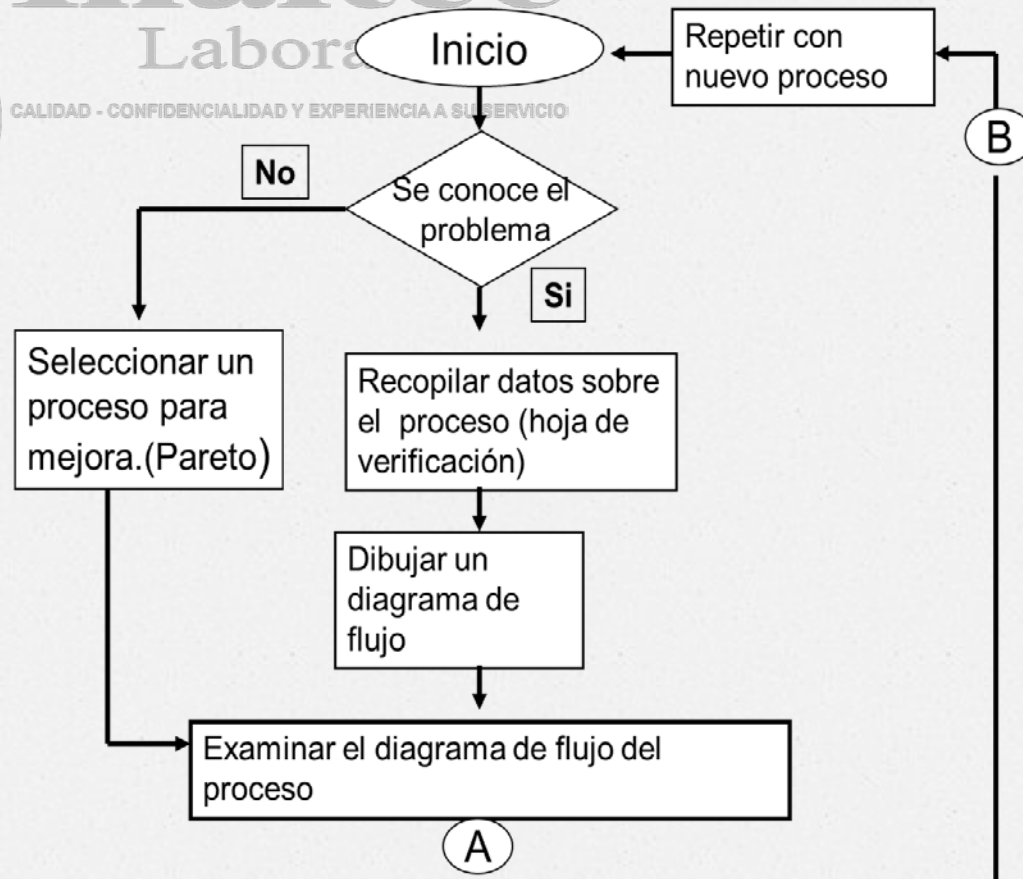 Labora
CALIDAD - CONFIDENCIALIDAD Y EXPERIENCIA A SU SERVICIO
Inicio
Repetir con
nuevo proceso
B
No
Se conoce el
problema
Si
Seleccionar un
proceso para
mejora.(Pareto)
Recopilar datos sobre
el proceso (hoja de
verificación)
Dibujar un
diagrama de
flujo
Examinar el diagrama de flujo del
proceso
A